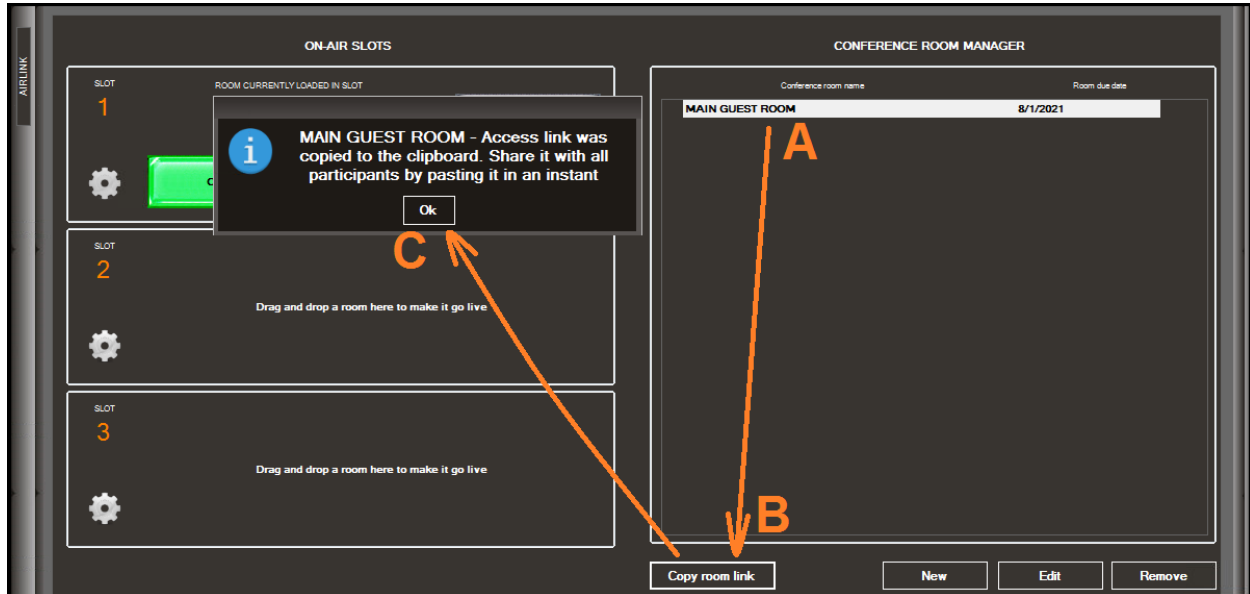 AIRLINK
ON-AIR SLOTS
SLOT
1
ROOM CURRENTLY LOADED IN SLOT
MAIN GUEST ROOM - Access link was
copied to the clipboard. Share it with all
participants by pasting it in an instant
Ok
C
SLOT
2
Drag and drop a room here to make it go live
SLOT
3
Drag and drop a room here to make it go live
CONFERENCE ROOM MANAGER
Conference room name Room due date
MAIN GUEST ROOM 8/1/2021
A
B
Copy room link New Edit Remove